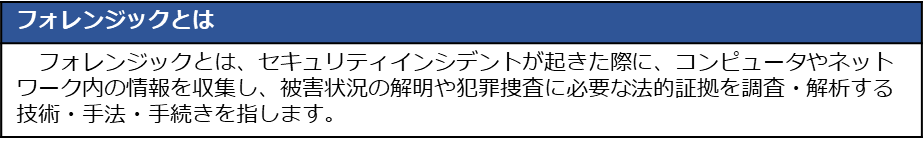 フォレンジックとは
　フォレンジックとは、セキュリティインシデントが起きた際に、コンピュータやネット
ワーク内の情報を収集し、被害状況の解明や犯罪捜査に必要な法的証拠を調査・解析する
技術・手法・手続きを指します。